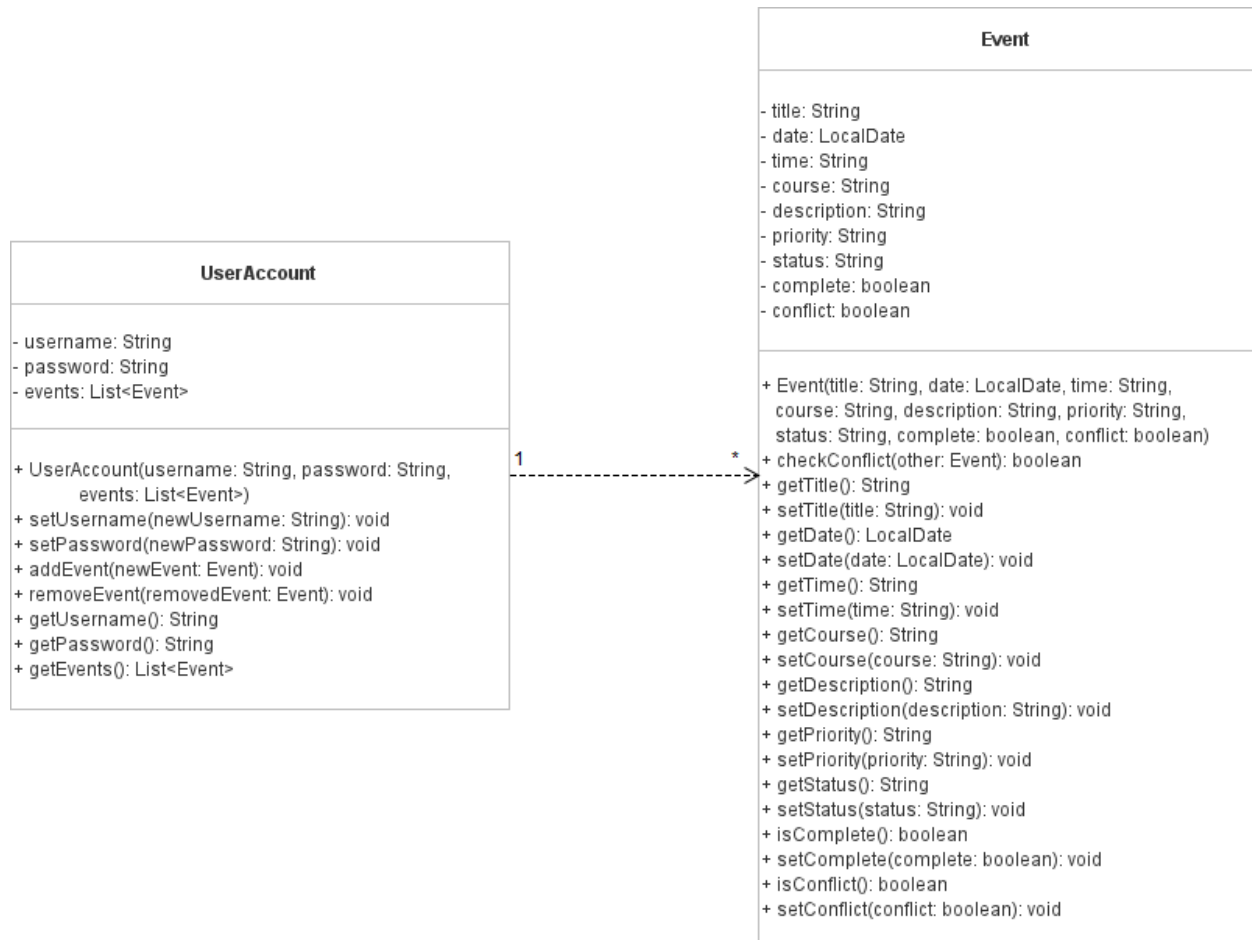 UserAccount
- username: String
- password: String
- events: List<Event>
+ UserAccount(username: String, password: String,
events: List<Event>)
+ setUsername(newUsername: String): void
+ setPassword(newPassword: String): void
+ addEvent(newEvent: Event): void
+ removeEvent(removedEvent: Event): void
+ getUsername(): String
+ getPassword(): String
+ getEvents(): List<Event>
1
*
Event
- title: String
- date: LocalDate
- time: String
- course: String
- description: String
- priority: String
- status: String
- complete: boolean
- conflict: boolean
+ Event(title: String, date: LocalDate, time: String,
course: String, description: String, priority: String,
status: String, complete: boolean, conflict: boolean)
+ checkConflict(other: Event): boolean
+ getTitle(): String
+ setTitle(title: String): void
+ getDate(): LocalDate
+ setDate(date: LocalDate): void
+ getTime(): String
+ setTime(time: String): void
+ getCourse(): String
+ setCourse(course: String): void
+ getDescription(): String
+ setDescription(description: String): void
+ getPriority(): String
+ setPriority(priority: String): void
+ getStatus(): String
+ setStatus(status: String): void
+ isComplete(): boolean
+ setComplete(complete: boolean): void
+ isConflict(): boolean
+ setConflict(conflict: boolean): void